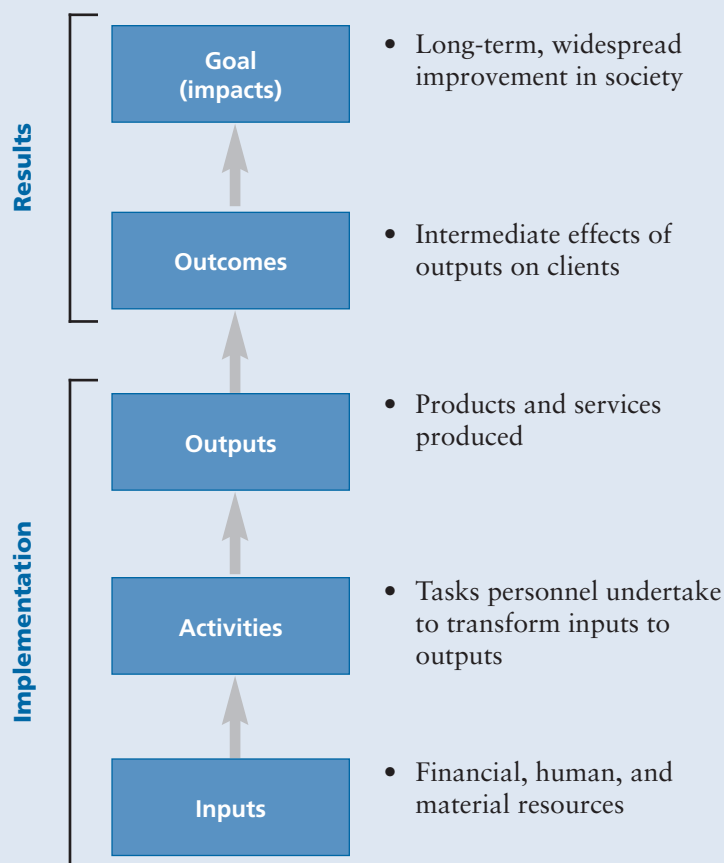 Results
Goal
(impacts)
• Long-term, widespread
improvement in society
Outcomes
• Intermediate effects of
outputs on clients
Implementation
Outputs
• Products and services
produced
Activities
• Tasks personnel undertake
to transform inputs to
outputs
Inputs
• Financial, human, and
material resources